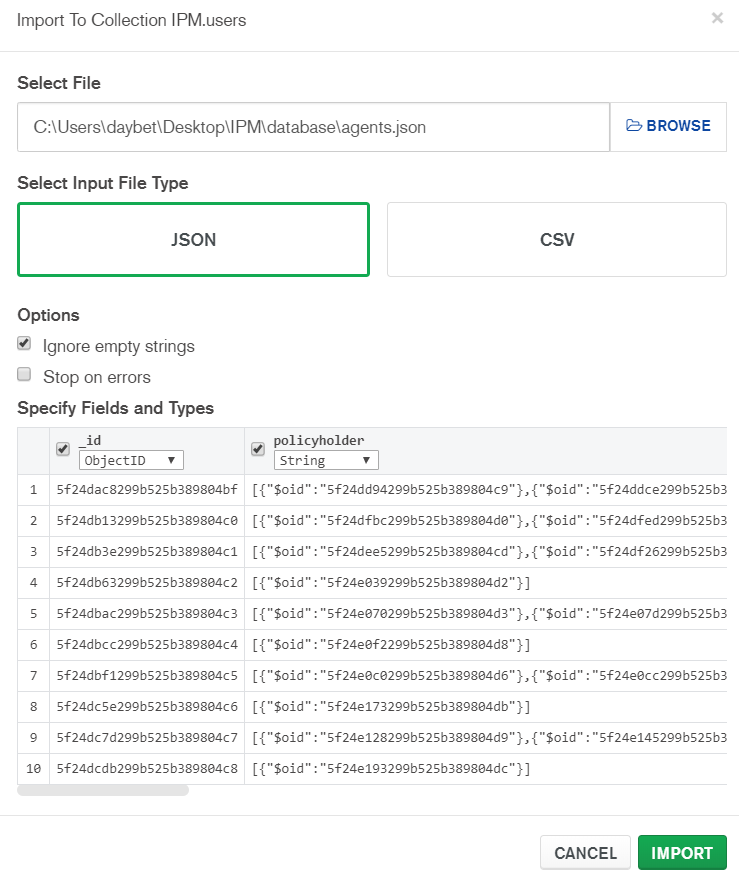 Import To Collection IPM.users
×
Select File
C:\Users\daybet\Desktop\IPM\database\agents.json
BROWSE
Select Input File Type
JSON
CSV
Options
Ignore empty strings
Stop on errors
Specify Fields and Types
_id
policyholder
ObjectID
String
1 5f24dac8299b525b389804bf [{"$oid":"5f24dd94299b525b389804c9"},{"$oid":"5f24ddce299b525b3
2 5f24db13299b525b389804c0 [{"$oid":"5f24dfbc299b525b389804d0"},{"$oid":"5f24dfed299b525b3
3 5f24db3e299b525b389804c1 [{"$oid":"5f24dee5299b525b389804cd"},{"$oid":"5f24df26299b525b3
4 5f24db63299b525b389804c2 [{"$oid":"5f24e039299b525b389804d2"}]
5 5f24dbac299b525b389804c3 [{"$oid":"5f24e070299b525b389804d3"},{"$oid":"5f24e07d299b525b3
6 5f24dbcc299b525b389804c4 [{"$oid":"5f24e0f2299b525b389804d8"}]
7 5f24dbf1299b525b389804c5 [{"$oid":"5f24e0c0299b525b389804d6"},{"$oid":"5f24e0cc299b525b3
8 5f24dc5e299b525b389804c6 [{"$oid":"5f24e173299b525b389804db"}]
9 5f24dc7d299b525b389804c7 [{"$oid":"5f24e128299b525b389804d9"},{"$oid":"5f24e145299b525b3
10 5f24dcdb299b525b389804c8 [{"$oid":"5f24e193299b525b389804dc"}]
CANCEL
IMPORT